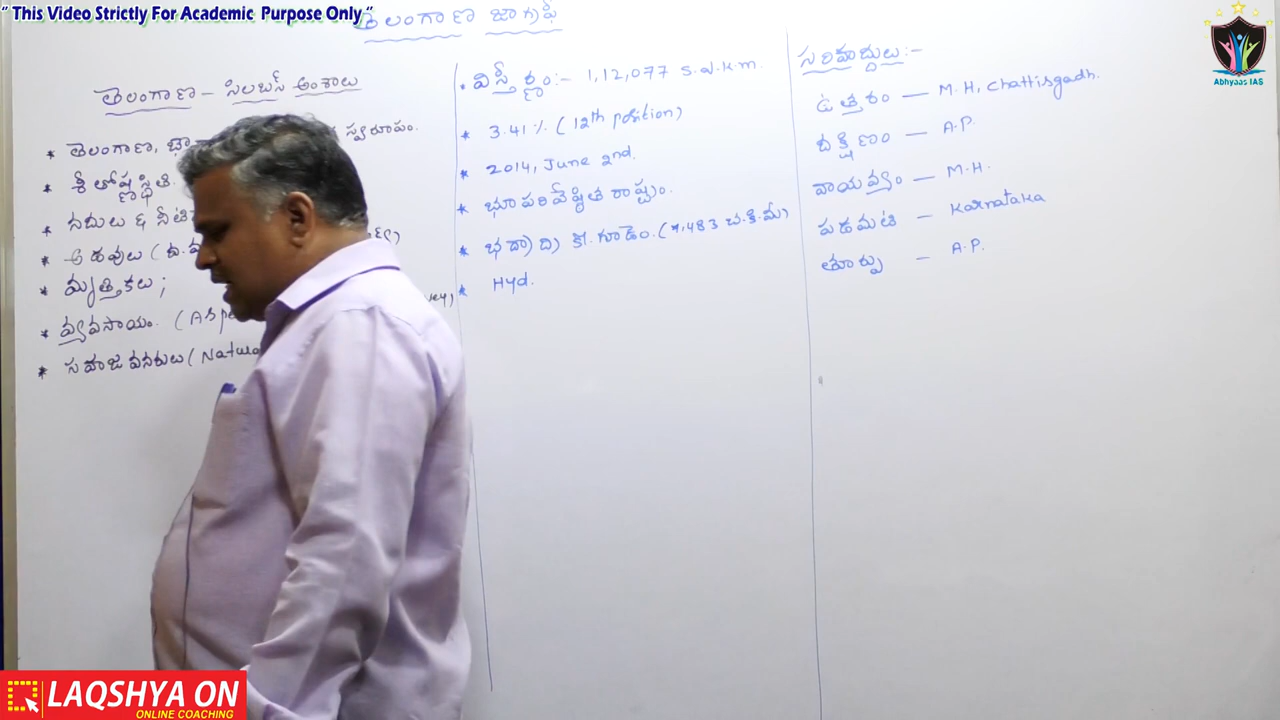 " This Video Strictly For Academic Purpose Only "
తెలంగాణ జాగ్రఫీ
Abhyaas IAS
తెలంగాణ – సిలబస్ అంశాలు
* తెలంగాణ, స్వరూపం.
* శీతోష్ణస్థితి.
* నదులు &
* అడవులు (
* మృత్తికలు ;
* వ్యవసాయం. (
* సహజ వనరులు (
. విస్తీర్ణం:- 1,12,077 s.q.k.m.
* 3.41 % ( 12th position)
* 2014, June 2nd.
* భూపరివేష్ఠిత రాష్ట్రం.
* భద్రాద్రి కొ.గూడెం. (7,483 చ.కి.మీ)
* Hyd.
సరిహద్దులు :-
ఉత్తరం — M.H, Chattisgadh.
దక్షిణం — A.P.
వాయవ్యం — M.H.
పడమటి — Karnataka
తూర్పు — A.P.
LAQSHYA ON
ONLINE COACHING